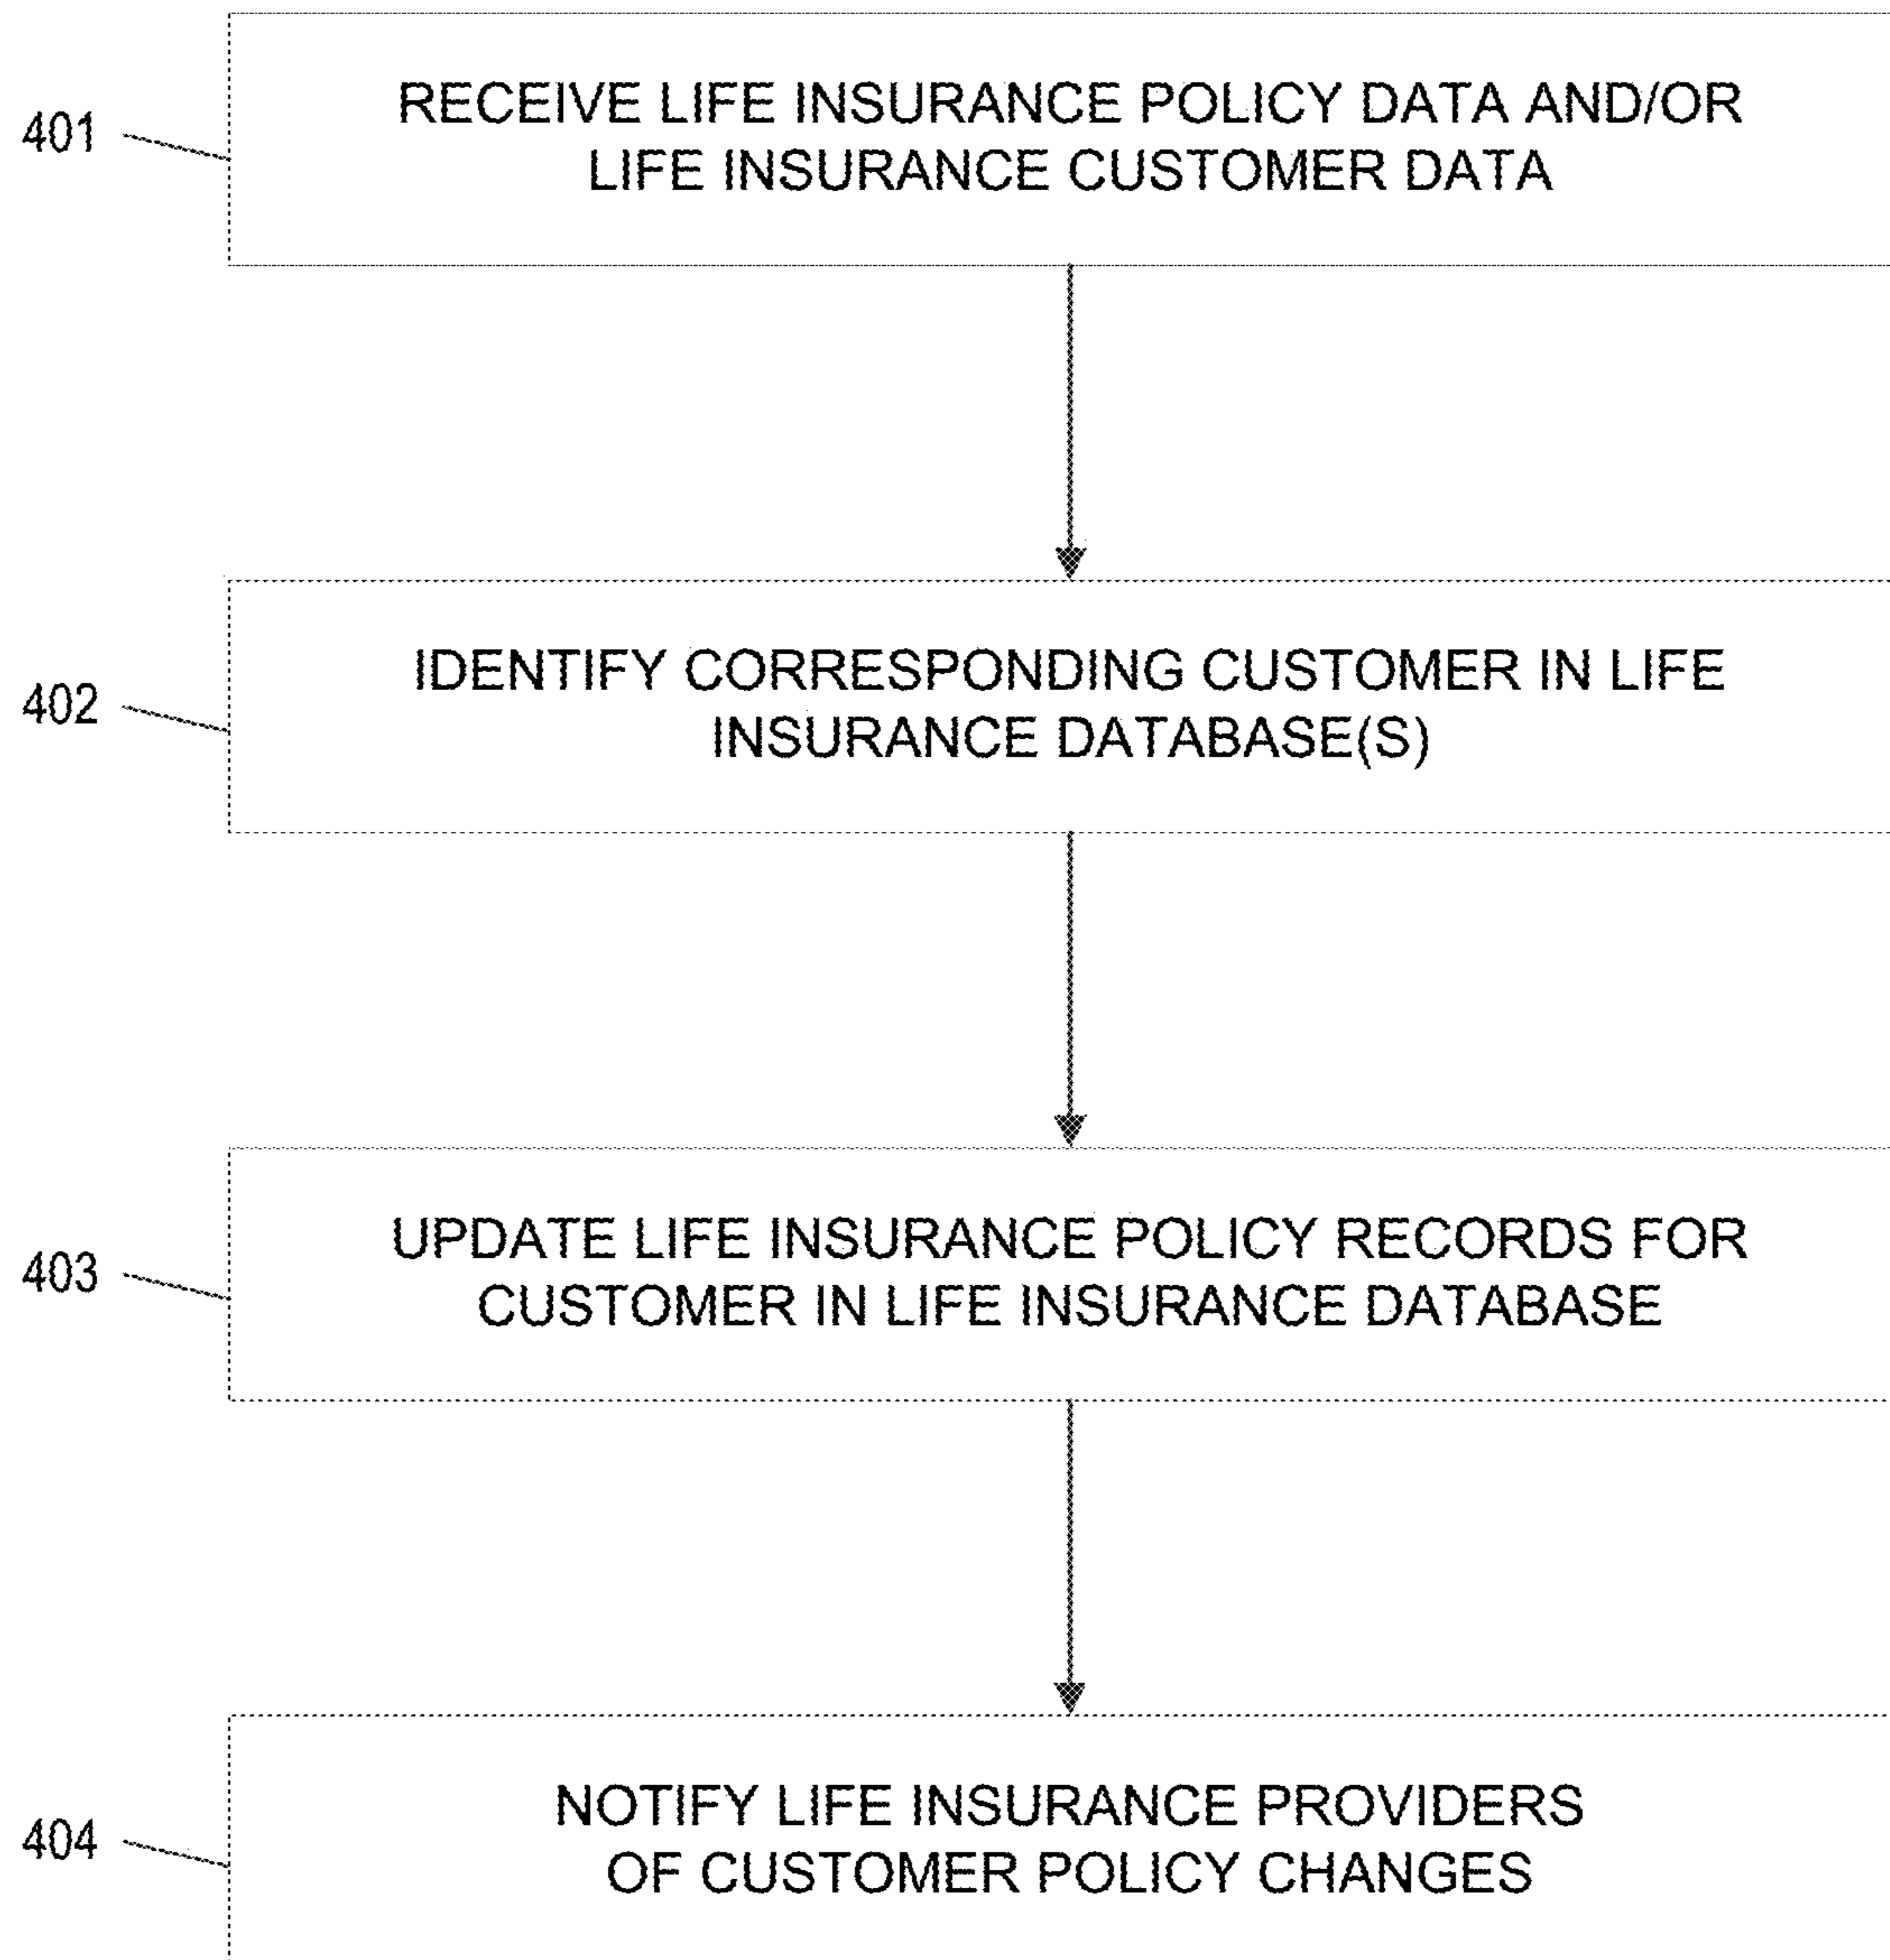 401
RECEIVE LIFE INSURANCE POLICY DATA AND/OR
LIFE INSURANCE CUSTOMER DATA
402
IDENTIFY CORRESPONDING CUSTOMER IN LIFE
INSURANCE DATABASE(S)
403
UPDATE LIFE INSURANCE POLICY RECORDS FOR
CUSTOMER IN LIFE INSURANCE DATABASE
404
NOTIFY LIFE INSURANCE PROVIDERS
OF CUSTOMER POLICY CHANGES